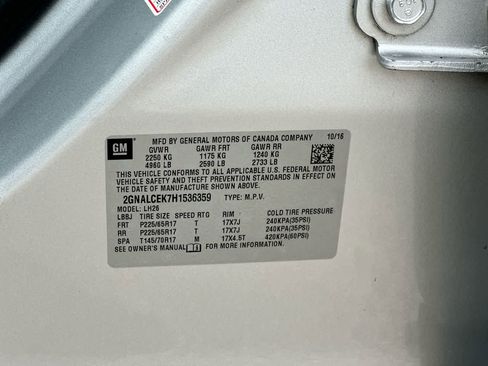 GM
MFD BY GENERAL MOTORS OF CANADA COMPANY 10/16
GVWR GAWR FRT GAWR RR
2250 KG 1175 KG 1240 KG
4960 LB 2590 LB 2733 LB
THIS VEHICLE CONFORMS TO ALL APPLICABLE U.S. FEDERAL MOTOR
VEHICLE SAFETY AND THEFT PREVENTION STANDARDS IN EFFECT
ON THE DATE OF MANUFACTURE SHOWN ABOVE.
2GNALCEK7H1536359 TYPE: M.P.V.
MODEL: LH26
LBBJ TIRE SIZE SPEED RTG RIM COLD TIRE PRESSURE
FRT P225/65R17 T 17X7J 240KPA(35PSI)
RR P225/65R17 T 17X7J 240KPA(35PSI)
SPA T145/70R17 M 17X4.5T 420KPA(60PSI)
SEE OWNER'S MANUAL FOR MORE INFORMATION.